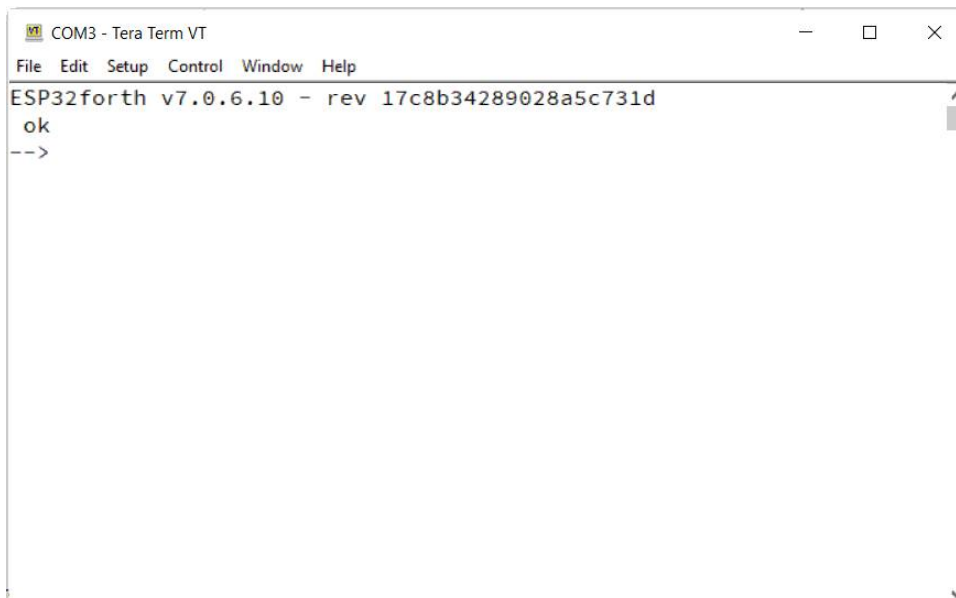 COM3 - Tera Term VT
File Edit Setup Control Window Help
ESP32forth v7.0.6.10 - rev 17c8b34289028a5c731d
ok
-->